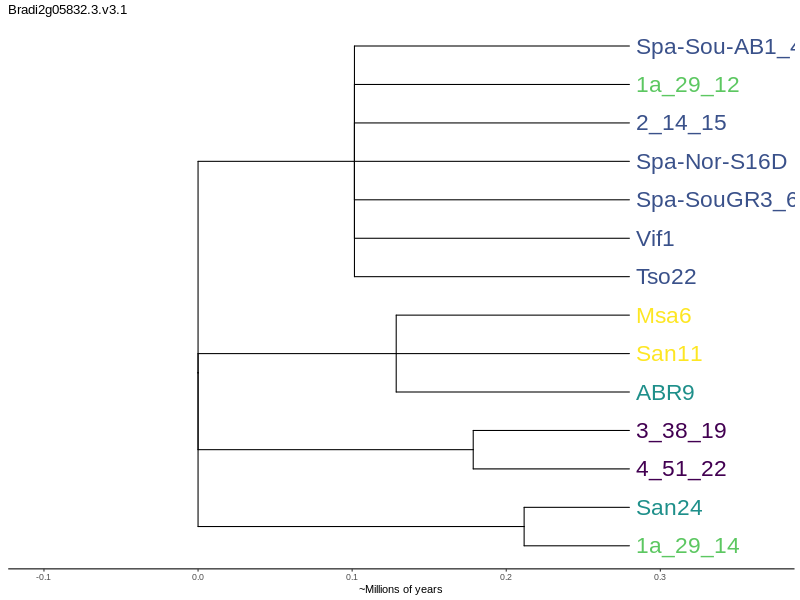 Bradi2g05832.3.v3.1
Spa-Sou-AB1_4
1a_29_12
2_14_15
Spa-Nor-S16D
Spa-SouGR3_6
Vif1
Tso22
Msa6
San11
ABR9
3_38_19
4_51_22
San24
1a_29_14
-0.1 0.0 0.1 0.2 0.3
~Millions of years